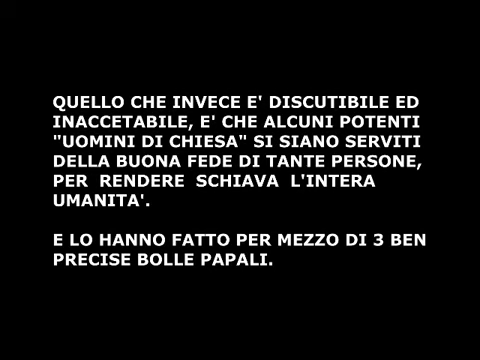 QUELLO CHE INVECE E' DISCUTIBILE ED
INACCETABILE, E' CHE ALCUNI POTENTI
"UOMINI DI CHIESA" SI SIANO SERVITI
DELLA BUONA FEDE DI TANTE PERSONE,
PER RENDERE SCHIAVA L'INTERA
UMANITA'.
E LO HANNO FATTO PER MEZZO DI 3 BEN
PRECISE BOLLE PAPALI.